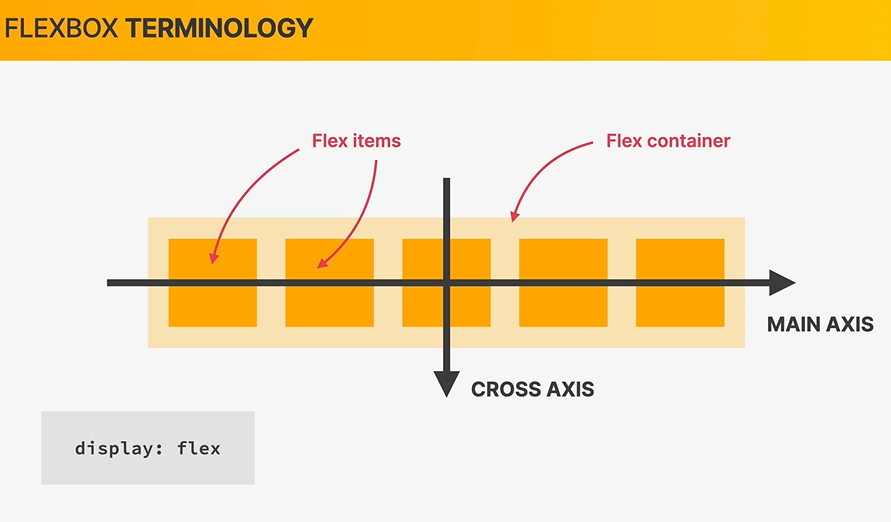 FLEXBOX TERMINOLOGY
Flex items
Flex container
MAIN AXIS
CROSS AXIS
display: flex